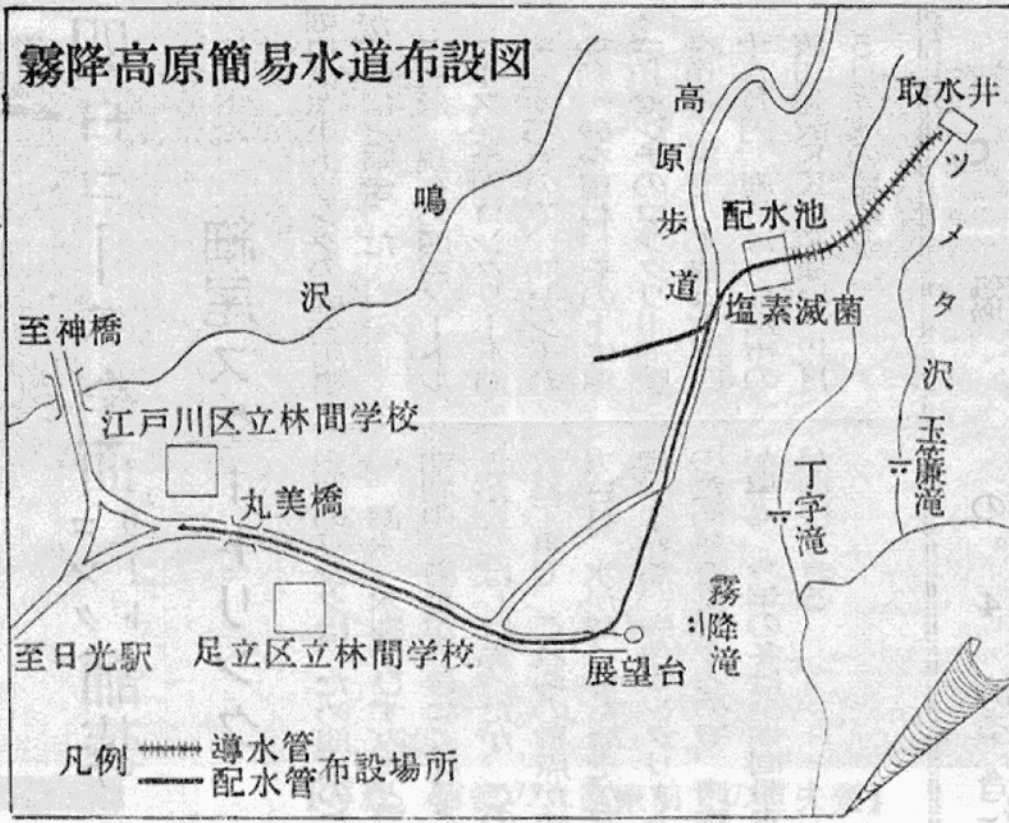 霧降高原簡易水道布設図
取水井
高原歩道
ツメタ沢
鳴沢
配水池
塩素滅菌
至神橋
江戸川区立林間学校
丸美橋
玉簾滝
丁字滝
霧降滝
至日光駅
足立区立林間学校
展望台
凡例 導水管
配水管 布設場所